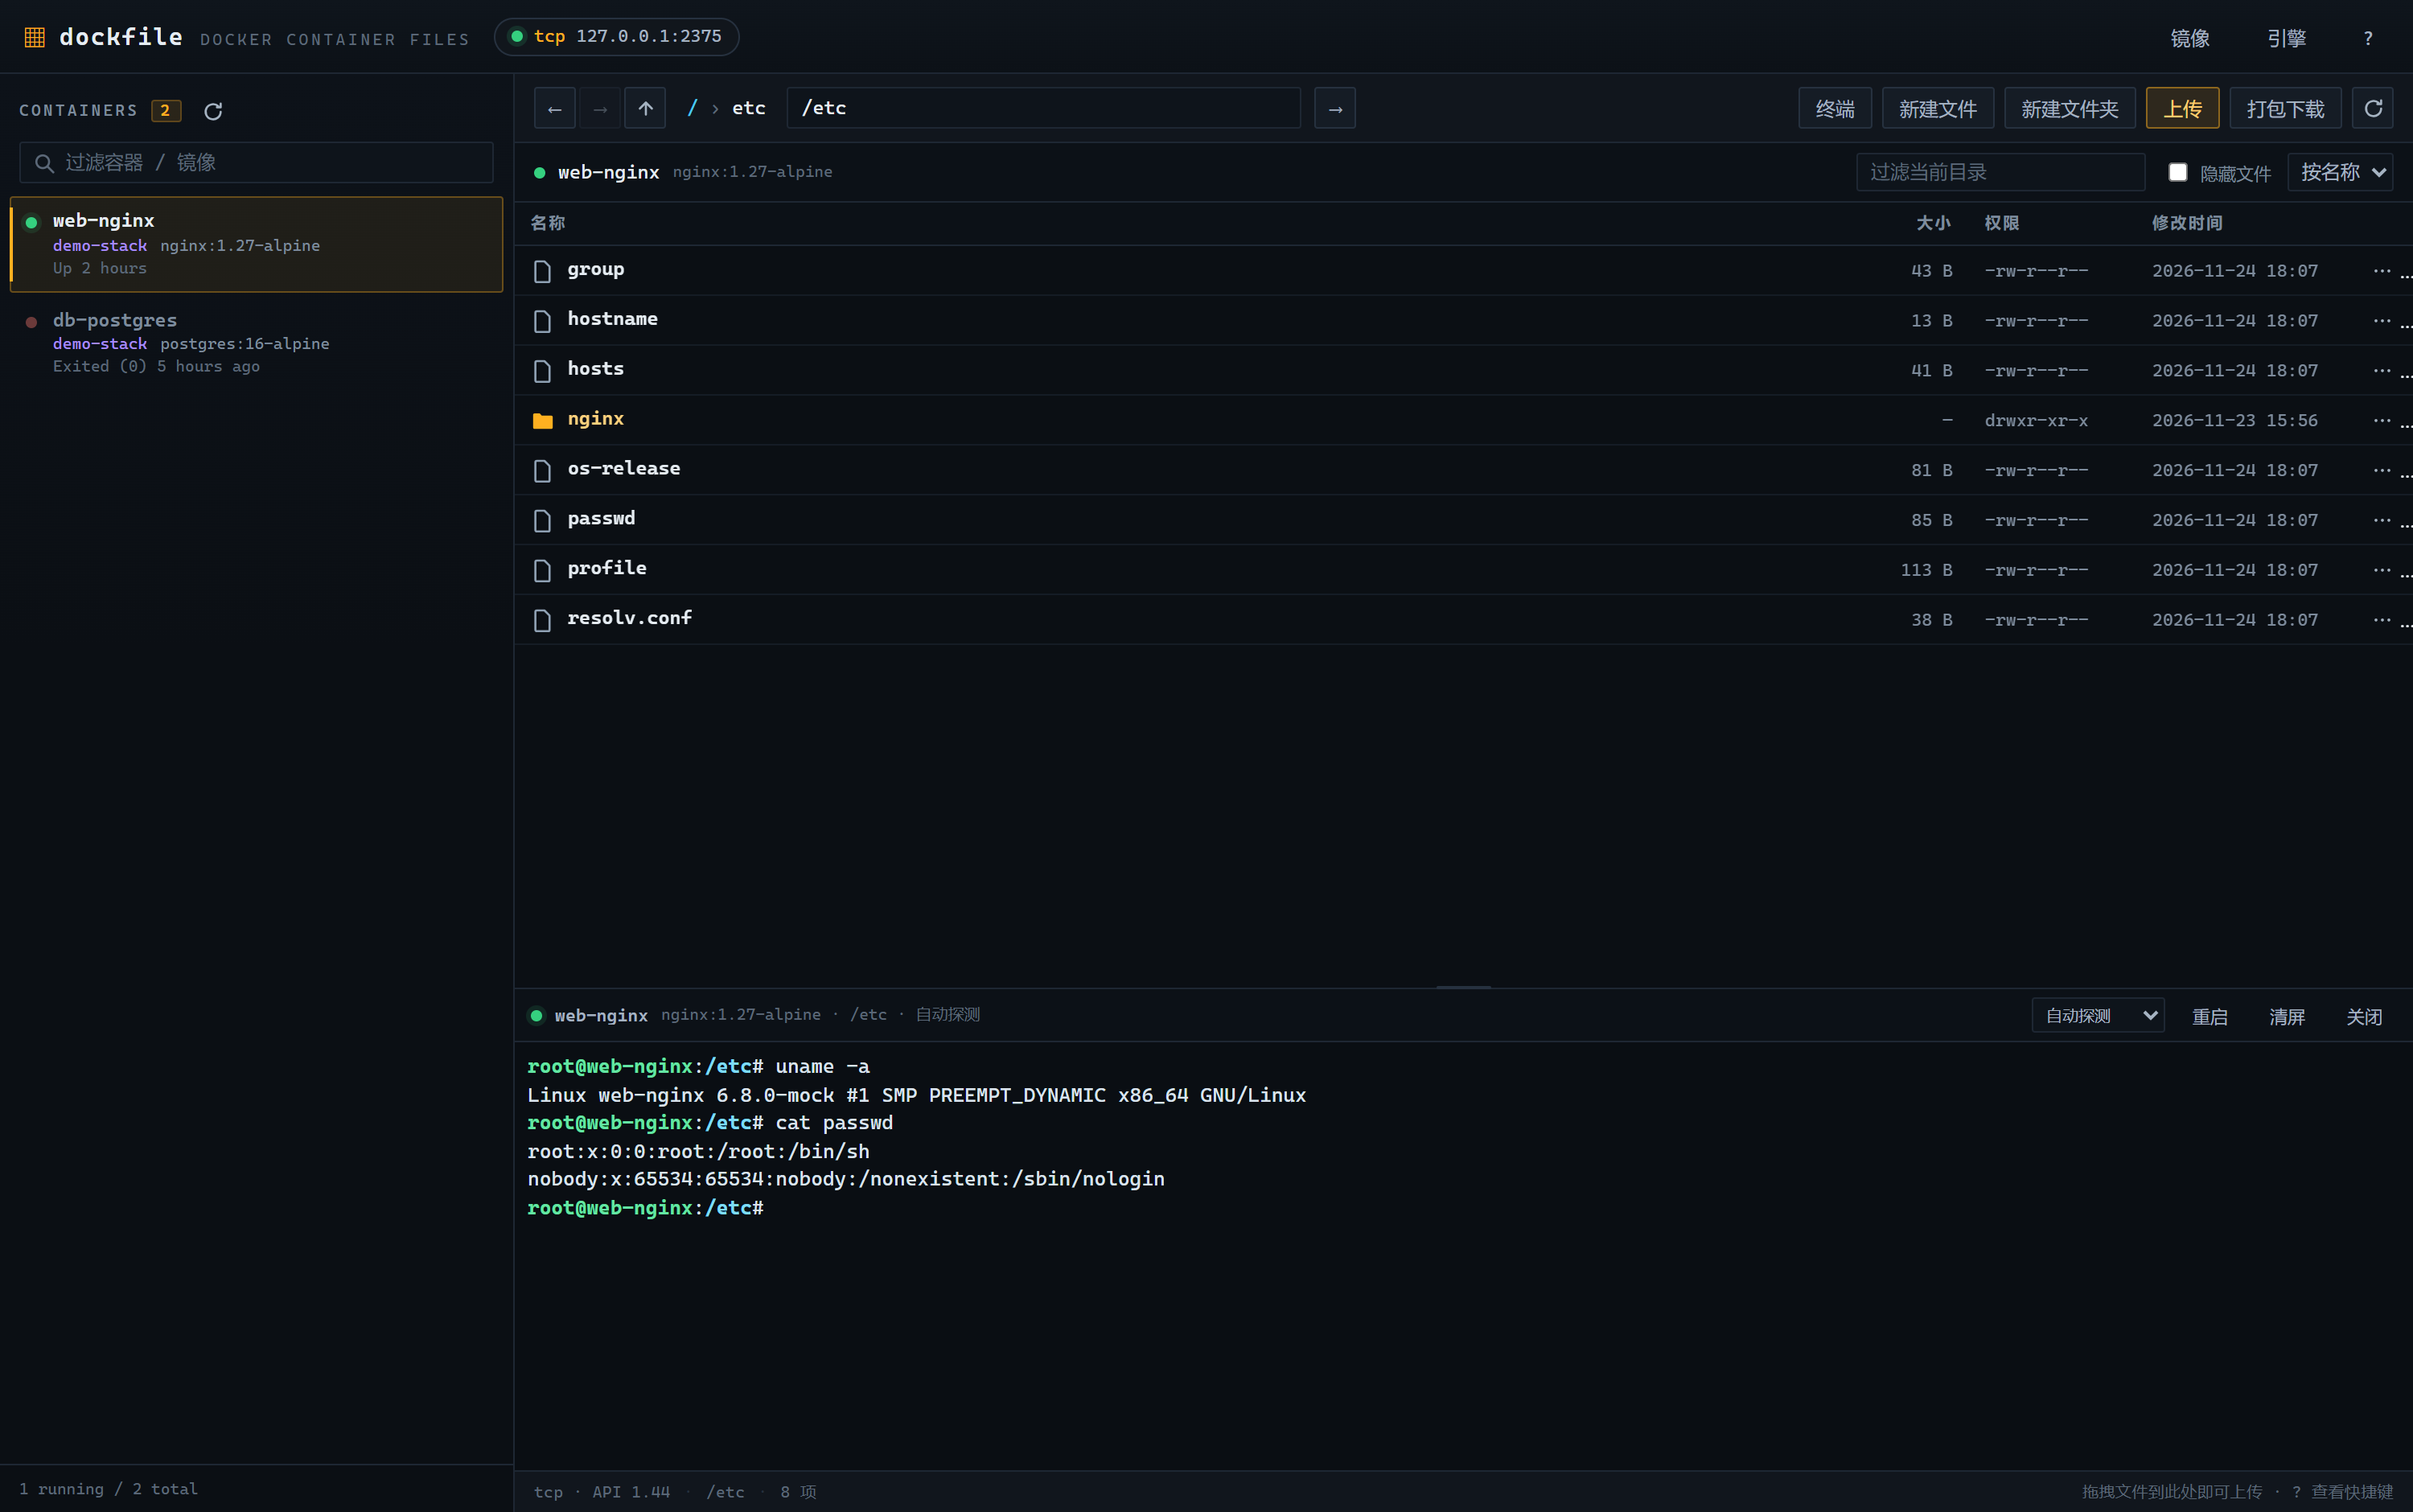 dockfile DOCKER CONTAINER FILES tcp 127.0.0.1:2375 镜像 引擎 ?
CONTAINERS 2
过滤容器 / 镜像
web-nginx
demo-stack nginx:1.27-alpine
Up 2 hours
db-postgres
demo-stack postgres:16-alpine
Exited (0) 5 hours ago
1 running / 2 total
← → ↑ / › etc /etc → 终端 新建文件 新建文件夹 上传 打包下载
web-nginx nginx:1.27-alpine 过滤当前目录 隐藏文件 按名称
名称 大小 权限 修改时间
group 43 B -rw-r--r-- 2026-11-24 18:07 ··· …
hostname 13 B -rw-r--r-- 2026-11-24 18:07 ··· …
hosts 41 B -rw-r--r-- 2026-11-24 18:07 ··· …
nginx – drwxr-xr-x 2026-11-23 15:56 ··· …
os-release 81 B -rw-r--r-- 2026-11-24 18:07 ··· …
passwd 85 B -rw-r--r-- 2026-11-24 18:07 ··· …
profile 113 B -rw-r--r-- 2026-11-24 18:07 ··· …
resolv.conf 38 B -rw-r--r-- 2026-11-24 18:07 ··· …
web-nginx nginx:1.27-alpine · /etc · 自动探测 自动探测 重启 清屏 关闭
root@web-nginx:/etc# uname -a
Linux web-nginx 6.8.0-mock #1 SMP PREEMPT_DYNAMIC x86_64 GNU/Linux
root@web-nginx:/etc# cat passwd
root:x:0:0:root:/root:/bin/sh
nobody:x:65534:65534:nobody:/nonexistent:/sbin/nologin
root@web-nginx:/etc#
tcp · API 1.44 · /etc · 8 项 拖拽文件到此处即可上传 · ? 查看快捷键